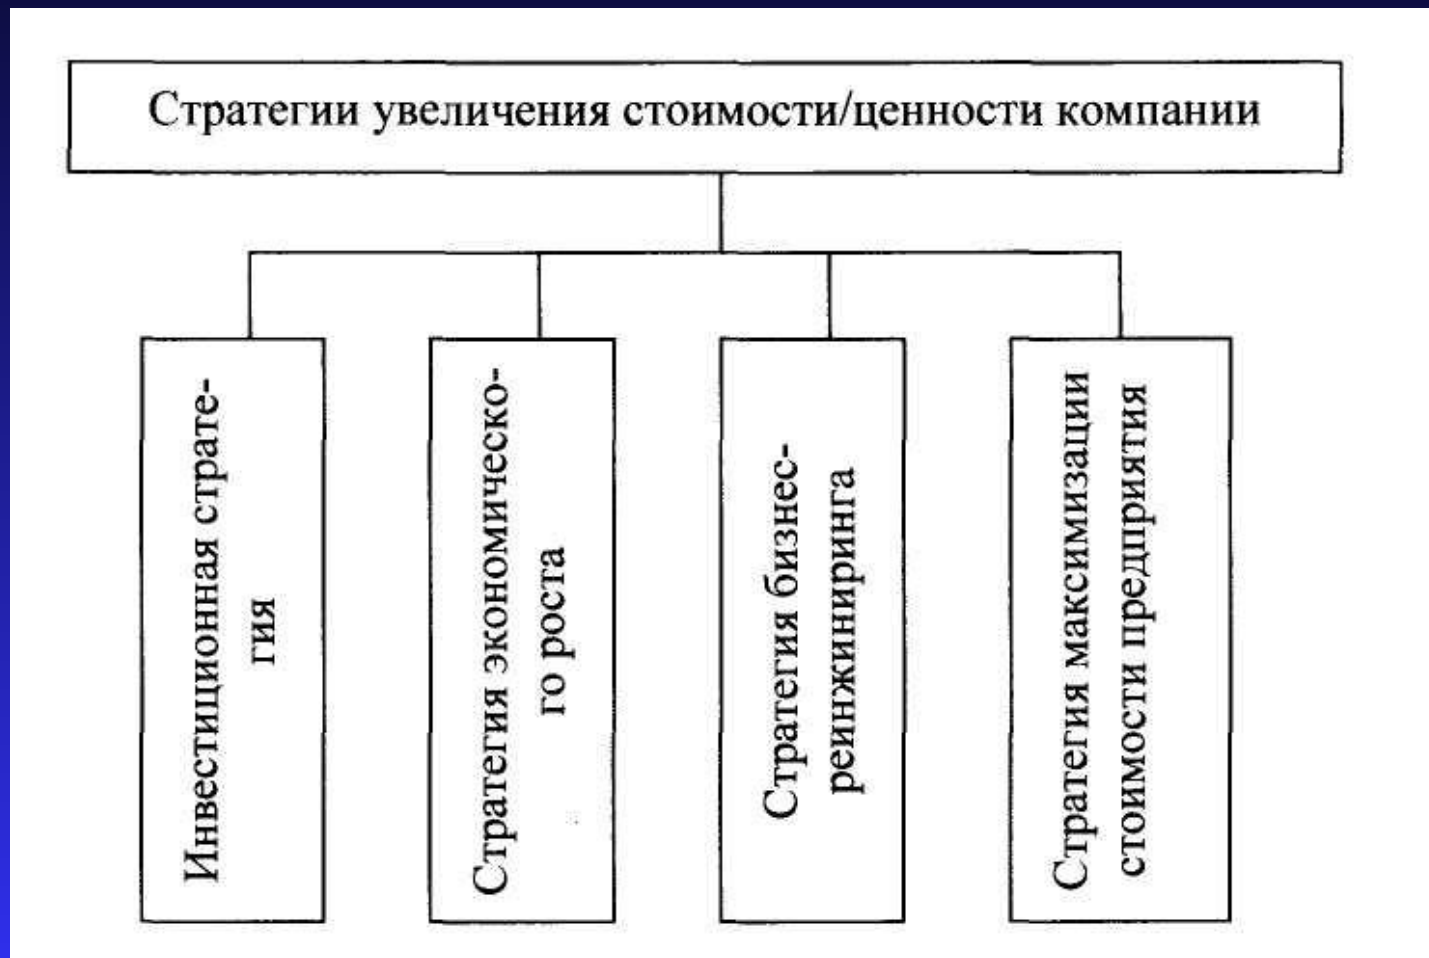 Стратегии увеличения стоимости/ценности компании
Инвестиционная страте-
гия
Стратегия экономическо-
го роста
Стратегия бизнес-
реинжиниринга
Стратегия максимизации
стоимости предприятия